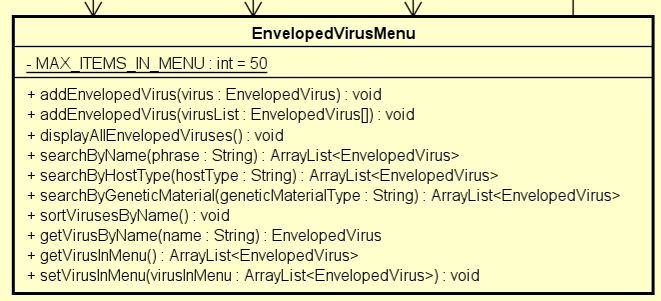 EnvelopedVirusMenu
- MAX_ITEMS_IN_MENU : int = 50
+ addEnvelopedVirus(virus : EnvelopedVirus) : void
+ addEnvelopedVirus(virusList : EnvelopedVirus[]) : void
+ displayAllEnvelopedViruses() : void
+ searchByName(phrase : String) : ArrayList<EnvelopedVirus>
+ searchByHostType(hostType : String) : ArrayList<EnvelopedVirus>
+ searchByGeneticMaterial(geneticMaterialType : String) : ArrayList<EnvelopedVirus>
+ sortVirusesByName() : void
+ getVirusByName(name : String) : EnvelopedVirus
+ getVirusInMenu() : ArrayList<EnvelopedVirus>
+ setVirusInMenu(virusInMenu : ArrayList<EnvelopedVirus>) : void